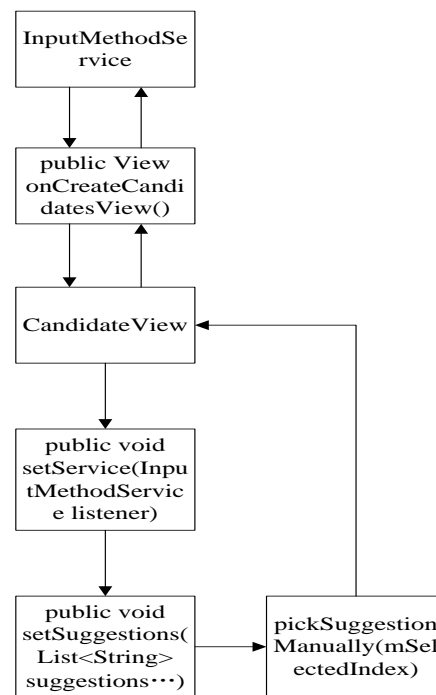 InputMethodSe
rvice
public View
onCreateCandi
datesView()
CandidateView
public void
setService(Inpu
tMethodServic
e listener)
public void
setSuggestions(
List<String>
suggestions···)
pickSuggestion
Manually(mSel
ectedIndex)